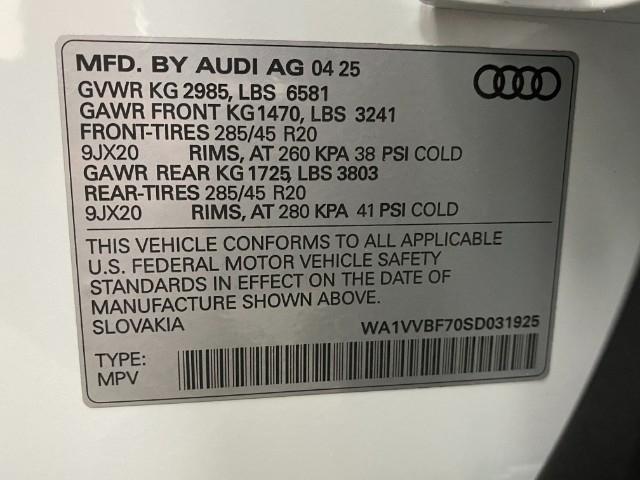 MFD. BY AUDI AG 04 25
GVWR KG 2985, LBS 6581
GAWR FRONT KG1470, LBS 3241
FRONT-TIRES 285/45 R20
9JX20 RIMS, AT 260 KPA 38 PSI COLD
GAWR REAR KG 1725, LBS 3803
REAR-TIRES 285/45 R20
9JX20 RIMS, AT 280 KPA 41 PSI COLD
THIS VEHICLE CONFORMS TO ALL APPLICABLE
U.S. FEDERAL MOTOR VEHICLE SAFETY
STANDARDS IN EFFECT ON THE DATE OF
MANUFACTURE SHOWN ABOVE.
SLOVAKIA WA1VVBF70SD031925
TYPE:
MPV